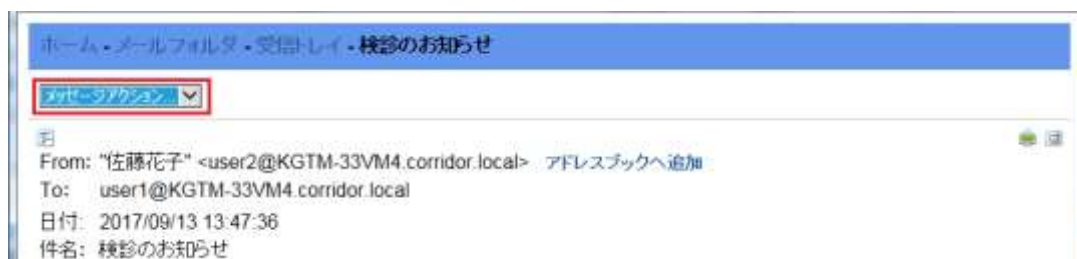 ホーム - メールフォルダ - 受信トレイ - 検診のお知らせ
メッセージアクション...
From: "佐藤花子" <user2@KGTM-33VM4.corridor.local> アドレスブックへ追加
To: user1@KGTM-33VM4.corridor.local
日付: 2017/09/13 13:47:36
件名: 検診のお知らせ